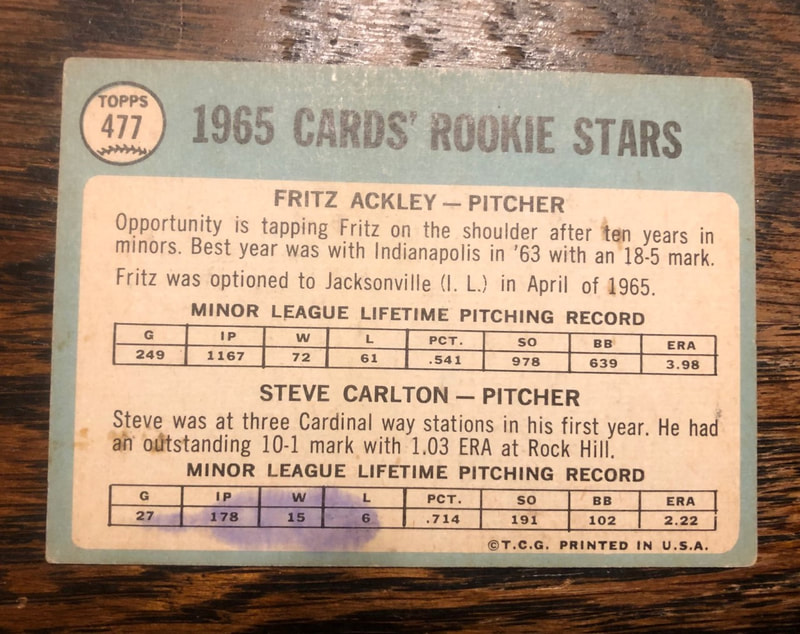 TOPPS
477
1965 CARDS' ROOKIE STARS
FRITZ ACKLEY — PITCHER
Opportunity is tapping Fritz on the shoulder after ten years in
minors. Best year was with Indianapolis in '63 with an 18-5 mark.
Fritz was optioned to Jacksonville (I. L.) in April of 1965.
MINOR LEAGUE LIFETIME PITCHING RECORD
G IP W L PCT. SO BB ERA
249 1167 72 61 .541 978 639 3.98
STEVE CARLTON — PITCHER
Steve was at three Cardinal way stations in his first year. He had
an outstanding 10-1 mark with 1.03 ERA at Rock Hill.
MINOR LEAGUE LIFETIME PITCHING RECORD
G IP W L PCT. SO BB ERA
27 178 15 6 .714 191 102 2.22
©T.C.G. PRINTED IN U.S.A.